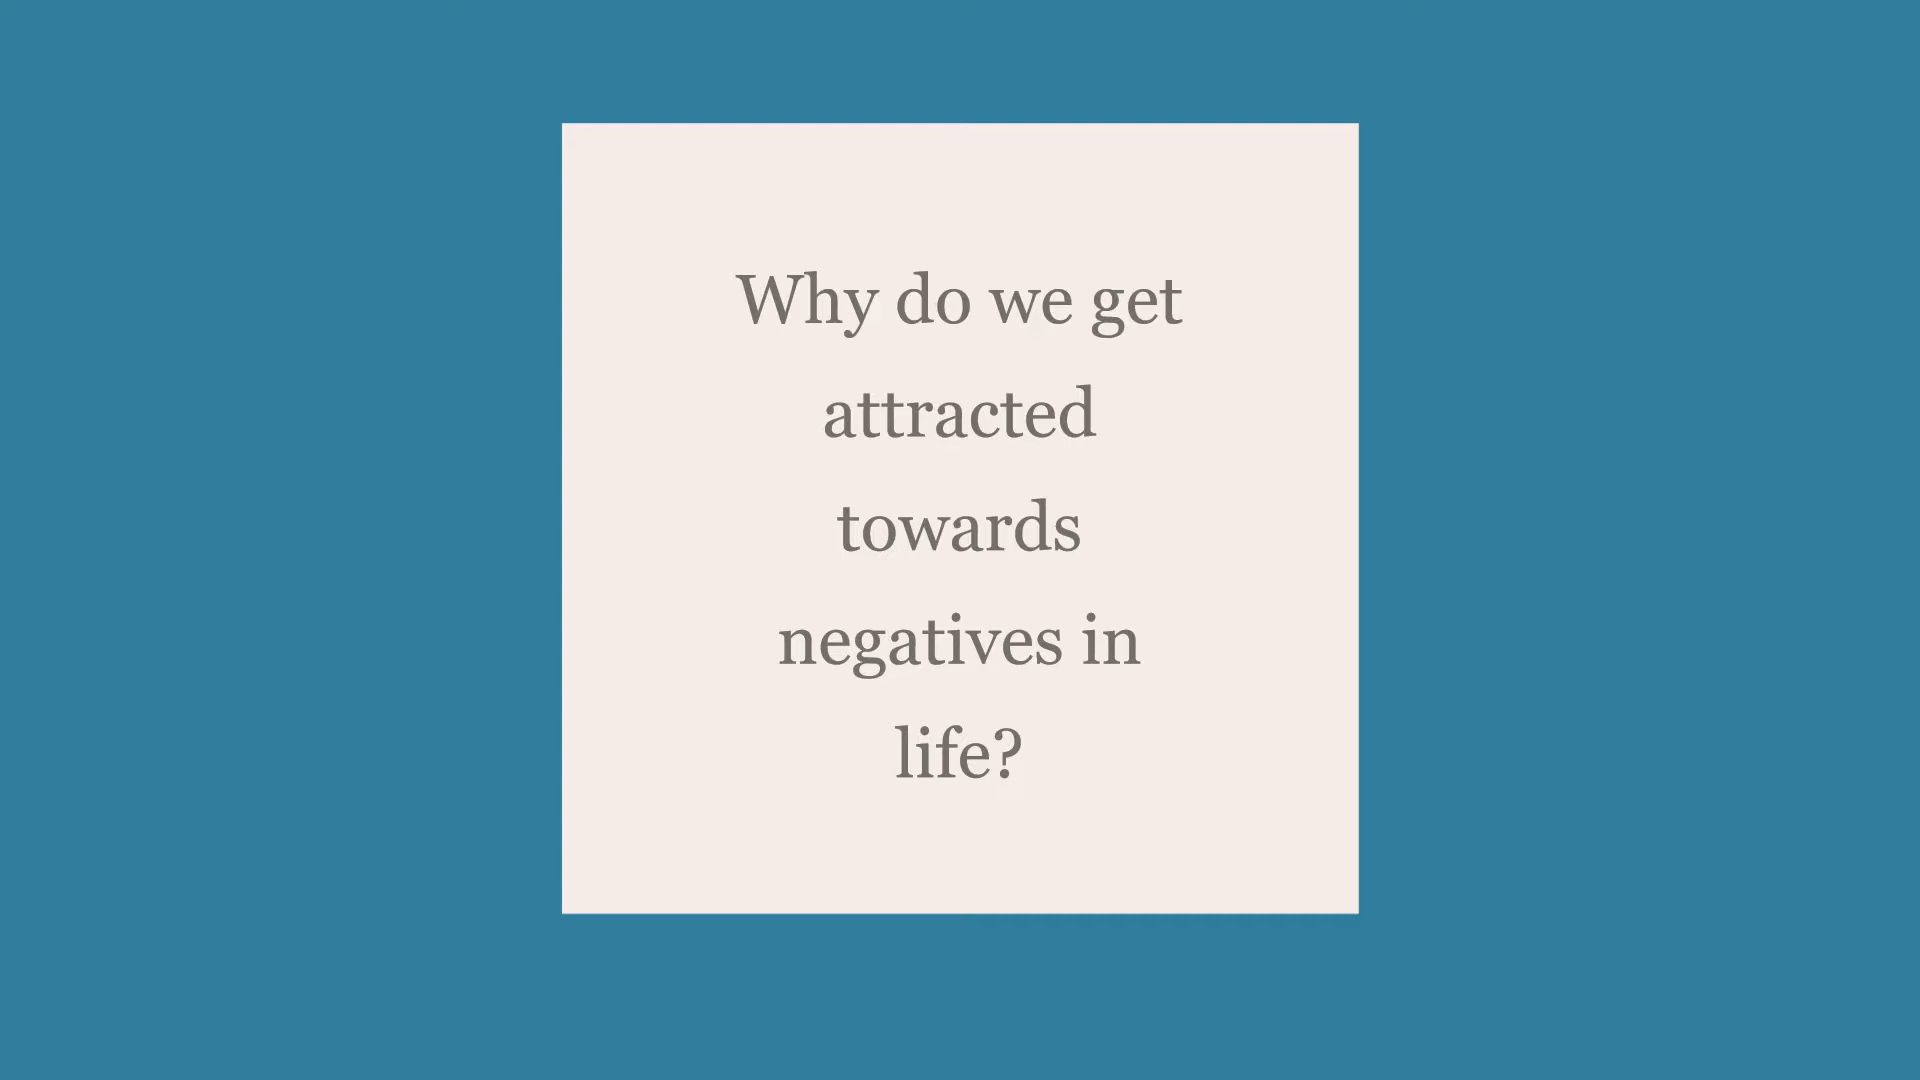 Why do we get
attracted
towards
negatives in
life?